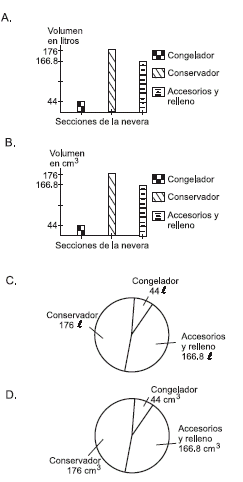 A.
Volumen
en litros
176
166.8
44
Congelador
Conservador
Accesorios y
relleno
Secciones de la nevera
B.
Volumen
en cm³
176
166.8
44
Congelador
Conservador
Accesorios y
relleno
Secciones de la nevera
C.
Congelador
44 ℓ
Conservador
176 ℓ
Accesorios
y relleno
166.8 ℓ
D.
Congelador
44 cm³
Accesorios
y relleno
166.8 cm³
Conservador
176 cm³